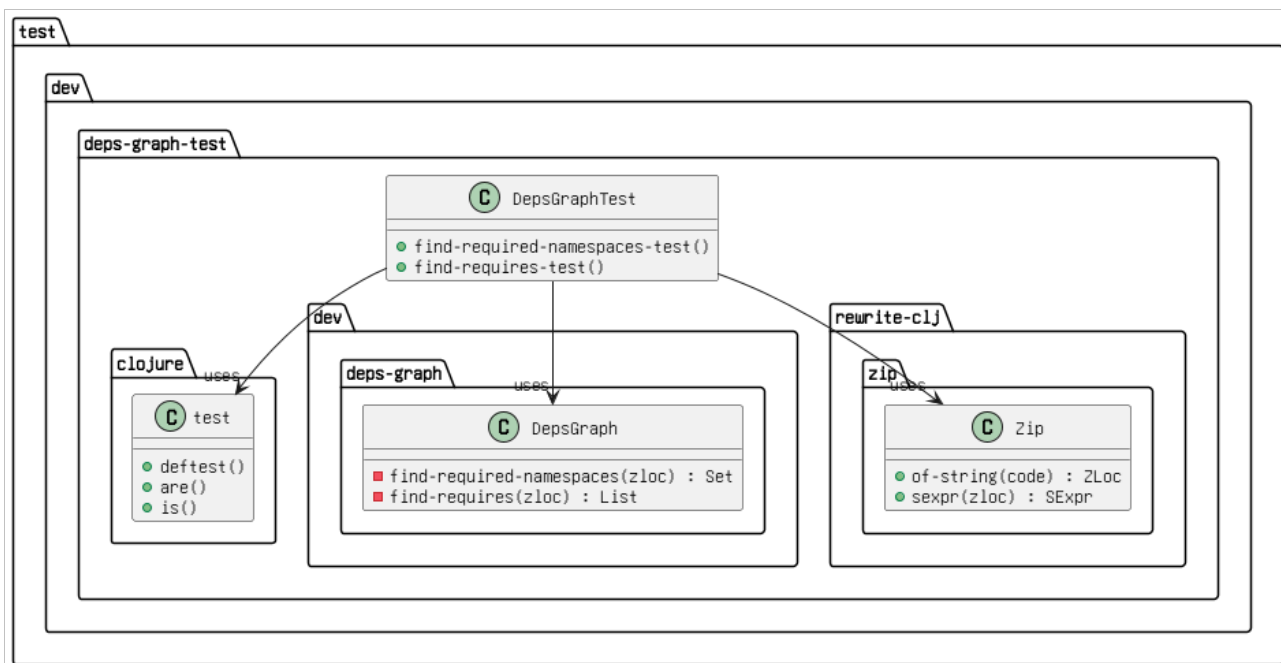 test
dev
deps-graph-test
C DepsGraphTest
find-required-namespaces-test()
find-requires-test()
dev
rewrite-clj
clojure
uses
deps-graph
uses
zip
uses
C test
deftest()
are()
is()
C DepsGraph
find-required-namespaces(zloc) : Set
find-requires(zloc) : List
C Zip
of-string(code) : ZLoc
sexpr(zloc) : SExpr